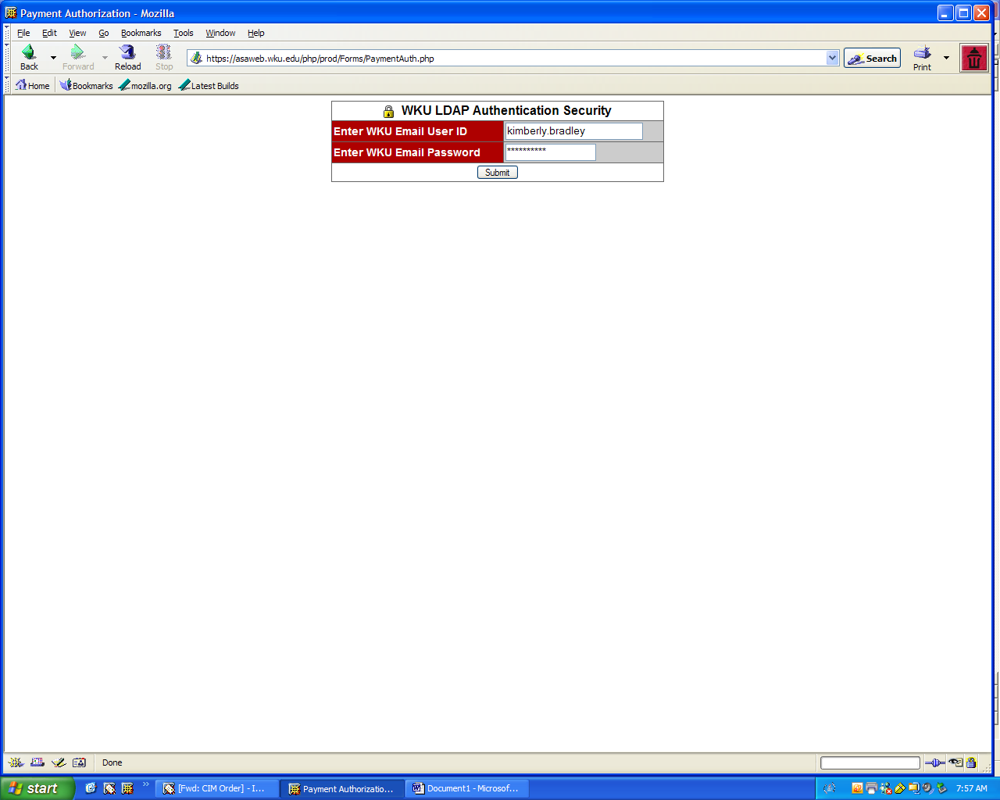 Payment Authorization - Mozilla
File Edit View Go Bookmarks Tools Window Help
Back Forward Reload Stop https://asaweb.wku.edu/php/prod/Forms/PaymentAuth.php Search Print
Home Bookmarks mozilla.org Latest Builds
WKU LDAP Authentication Security
Enter WKU Email User ID kimberly.bradley
Enter WKU Email Password **********
Submit
Done
start [Fwd: CIM Order] - I... Payment Authorizatio... Document1 - Microsof... 7:57 AM